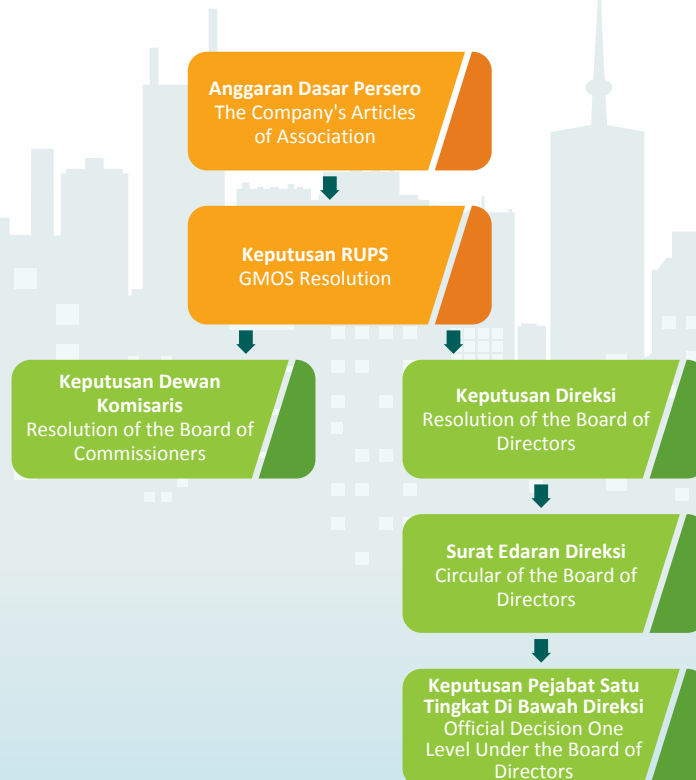 Anggaran Dasar Persero
The Company's Articles
of Association
Keputusan RUPS
GMOS Resolution
Keputusan Dewan
Komisaris
Resolution of the Board of
Commissioners
Keputusan Direksi
Resolution of the Board of
Directors
Surat Edaran Direksi
Circular of the Board of
Directors
Keputusan Pejabat Satu
Tingkat Di Bawah Direksi
Official Decision One
Level Under the Board of
Directors